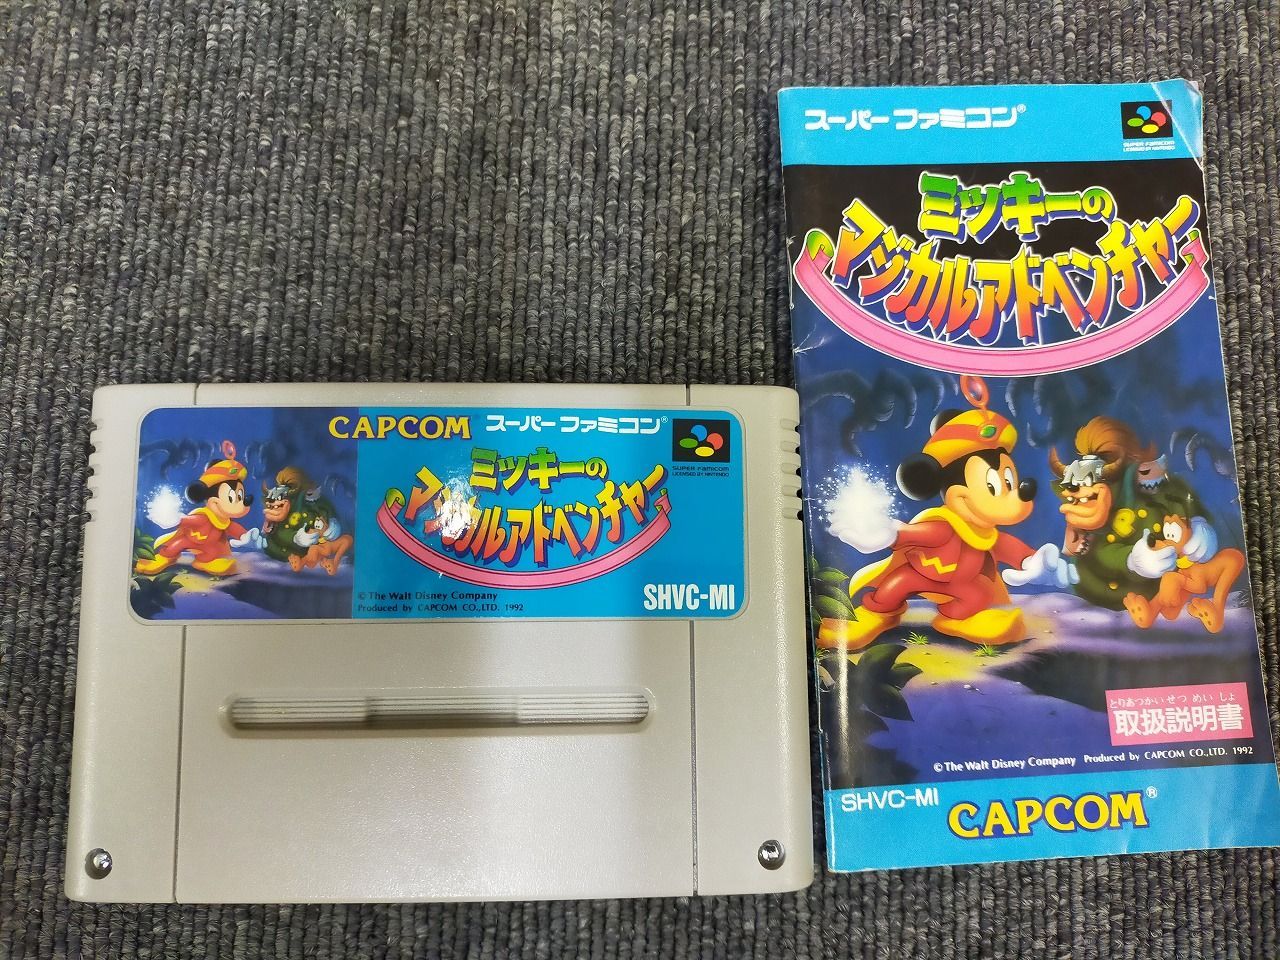 CAPCOM スーパーファミコン®
SUPER FAMICOM
LICENSED BY NINTENDO
ミッキーの
マジカルアドベンチャー
© The Walt Disney Company
Produced by CAPCOM CO.,LTD. 1992
SHVC-MI
スーパーファミコン®
SUPER FAMICOM
LICENSED BY NINTENDO
ミッキーの
マジカルアドベンチャー
とりあつかいせつめいしょ
取扱説明書
© The Walt Disney Company Produced by CAPCOM CO.,LTD. 1992
SHVC-MI
CAPCOM®